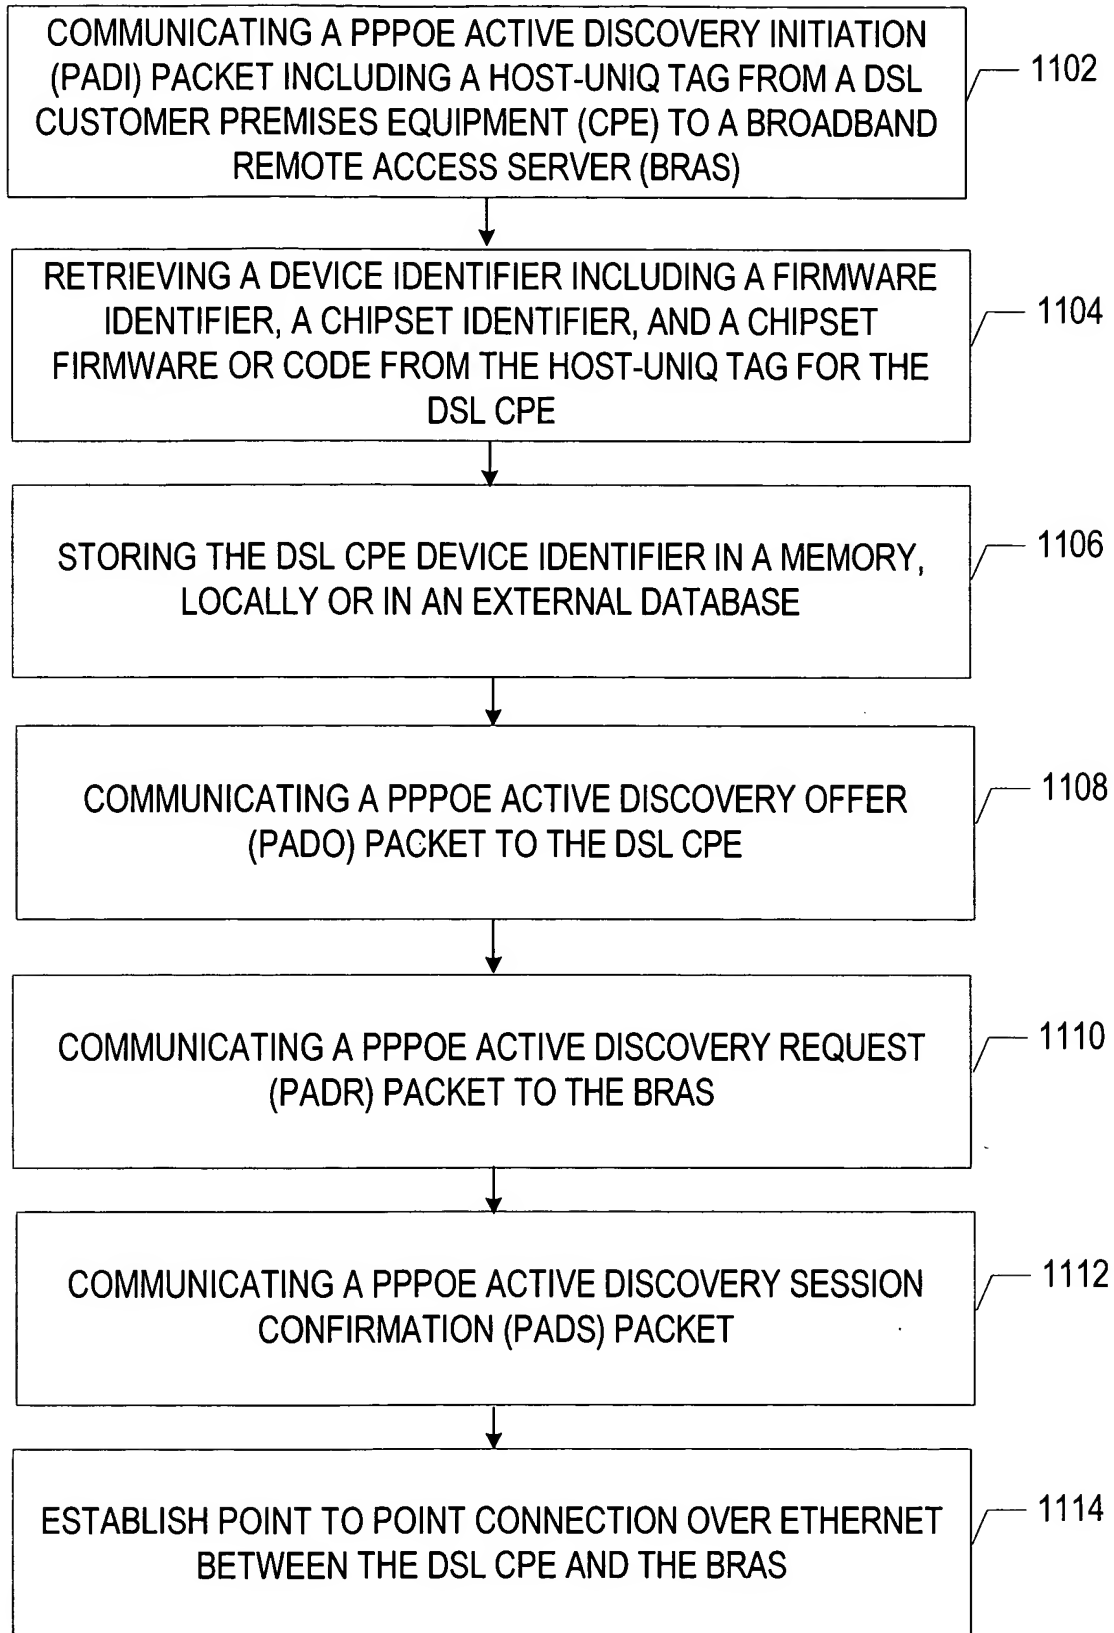 COMMUNICATING A PPPOE ACTIVE DISCOVERY INITIATION
(PADI) PACKET INCLUDING A HOST-UNIQ TAG FROM A DSL
CUSTOMER PREMISES EQUIPMENT (CPE) TO A BROADBAND
REMOTE ACCESS SERVER (BRAS)
1102
RETRIEVING A DEVICE IDENTIFIER INCLUDING A FIRMWARE
IDENTIFIER, A CHIPSET IDENTIFIER, AND A CHIPSET
FIRMWARE OR CODE FROM THE HOST-UNIQ TAG FOR THE
DSL CPE
1104
STORING THE DSL CPE DEVICE IDENTIFIER IN A MEMORY,
LOCALLY OR IN AN EXTERNAL DATABASE
1106
COMMUNICATING A PPPOE ACTIVE DISCOVERY OFFER
(PADO) PACKET TO THE DSL CPE
1108
COMMUNICATING A PPPOE ACTIVE DISCOVERY REQUEST
(PADR) PACKET TO THE BRAS
1110
COMMUNICATING A PPPOE ACTIVE DISCOVERY SESSION
CONFIRMATION (PADS) PACKET
1112
ESTABLISH POINT TO POINT CONNECTION OVER ETHERNET
BETWEEN THE DSL CPE AND THE BRAS
1114